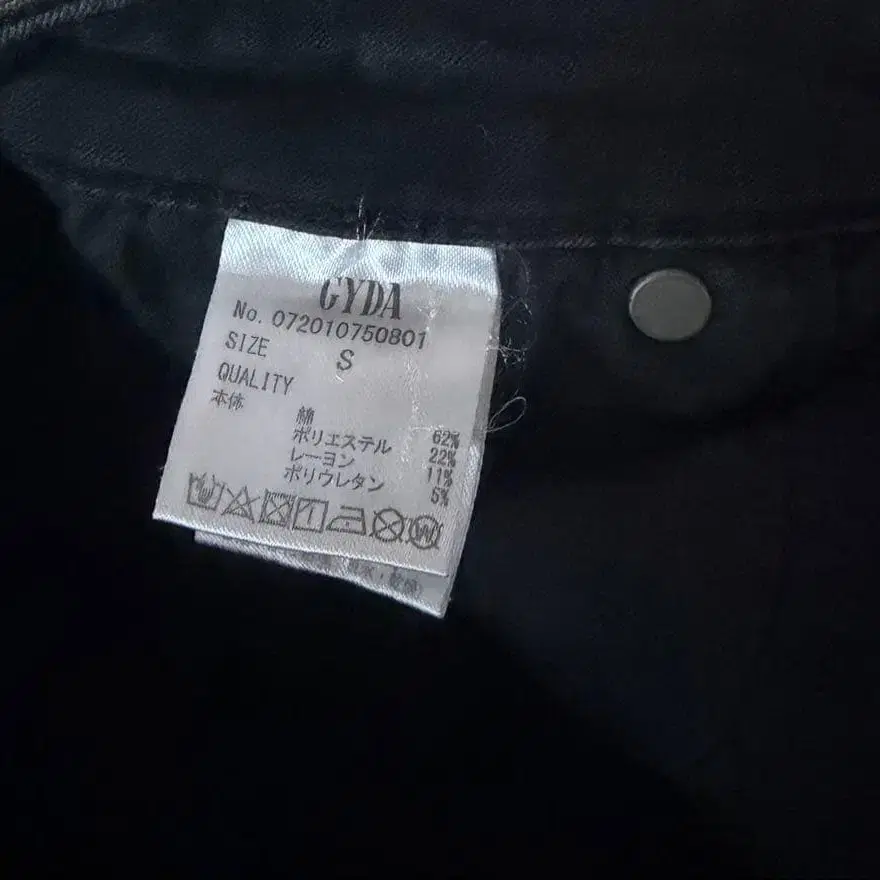 GYDA
No. 072010750801
SIZE S
QUALITY
本体
綿 62%
ポリエステル 22%
レーヨン 11%
ポリウレタン 5%
W